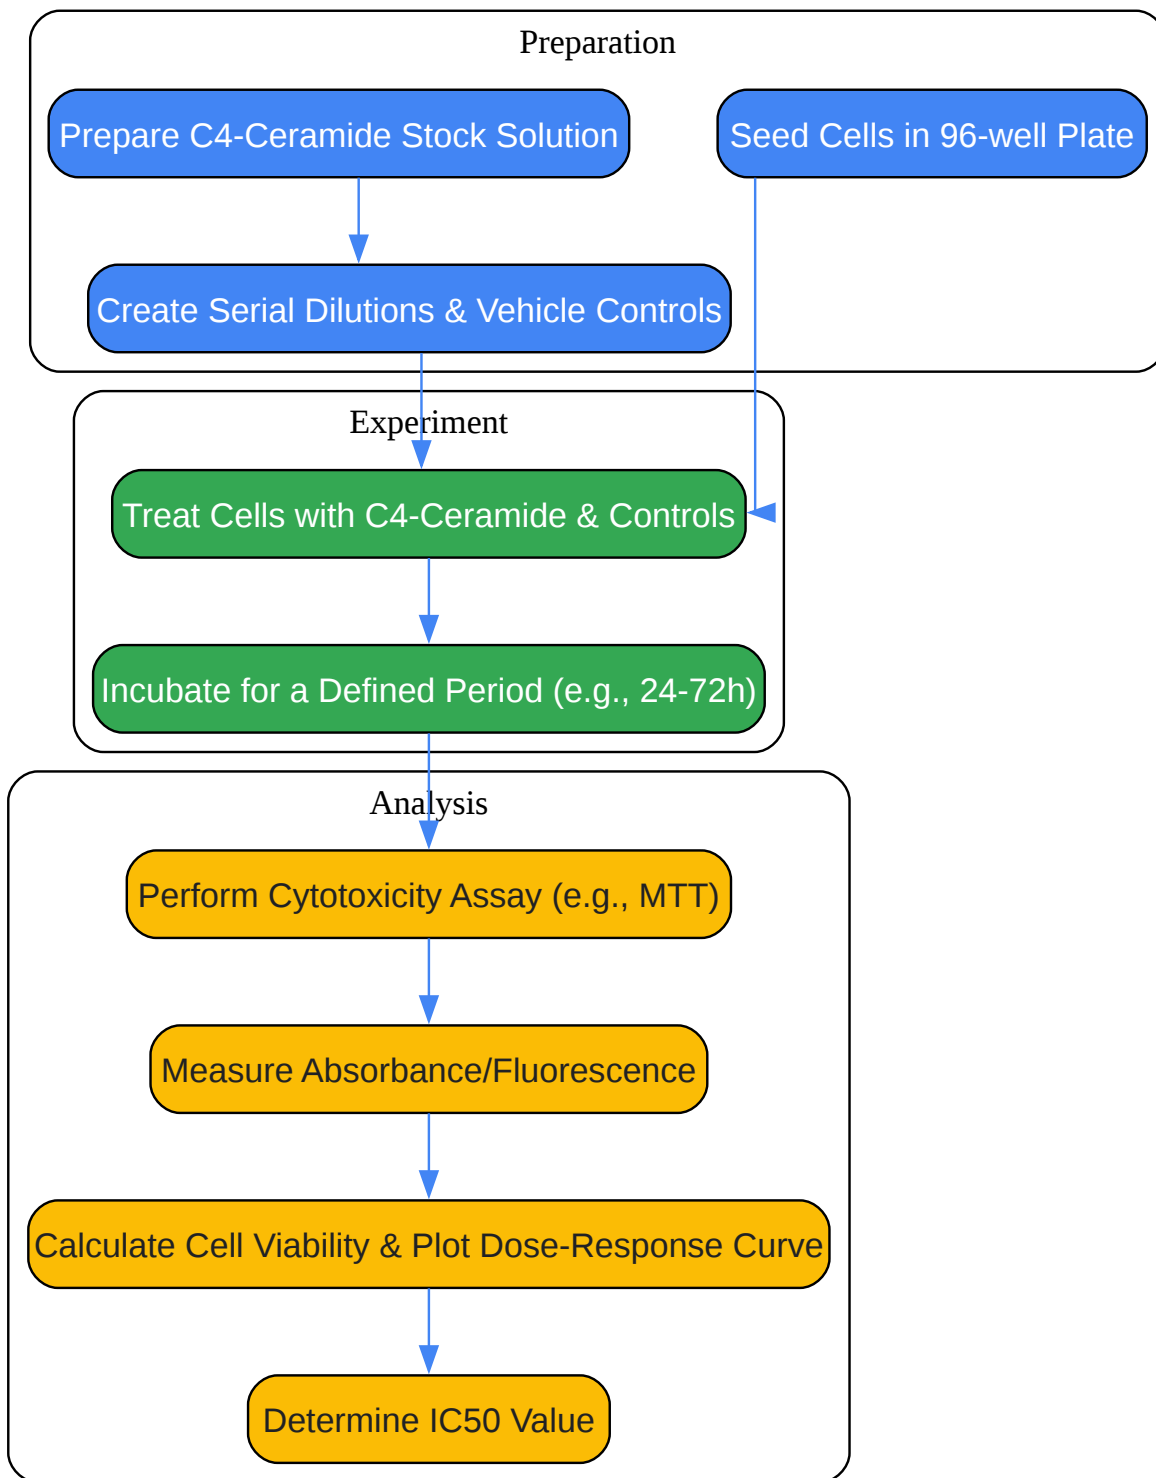 Preparation
Prepare C4-Ceramide Stock Solution
Seed Cells in 96-well Plate
Create Serial Dilutions & Vehicle Controls
Experiment
Treat Cells with C4-Ceramide & Controls
Incubate for a Defined Period (e.g., 24-72h)
Analysis
Perform Cytotoxicity Assay (e.g., MTT)
Measure Absorbance/Fluorescence
Calculate Cell Viability & Plot Dose-Response Curve
Determine IC50 Value